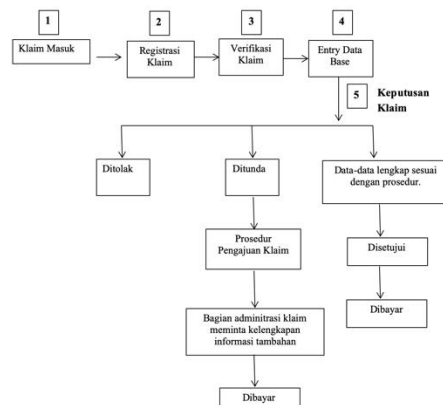 1
Klaim Masuk
2
Registrasi
Klaim
3
Verifikasi
Klaim
4
Entry Data
Base
5
Keputusan
Klaim
Ditolak
Ditunda
Data-data lengkap sesuai
dengan prosedur.
Prosedur
Pengajuan Klaim
Disetujui
Bagian adminitrasi klaim
meminta kelengkapan
informasi tambahan
Dibayar
Dibayar